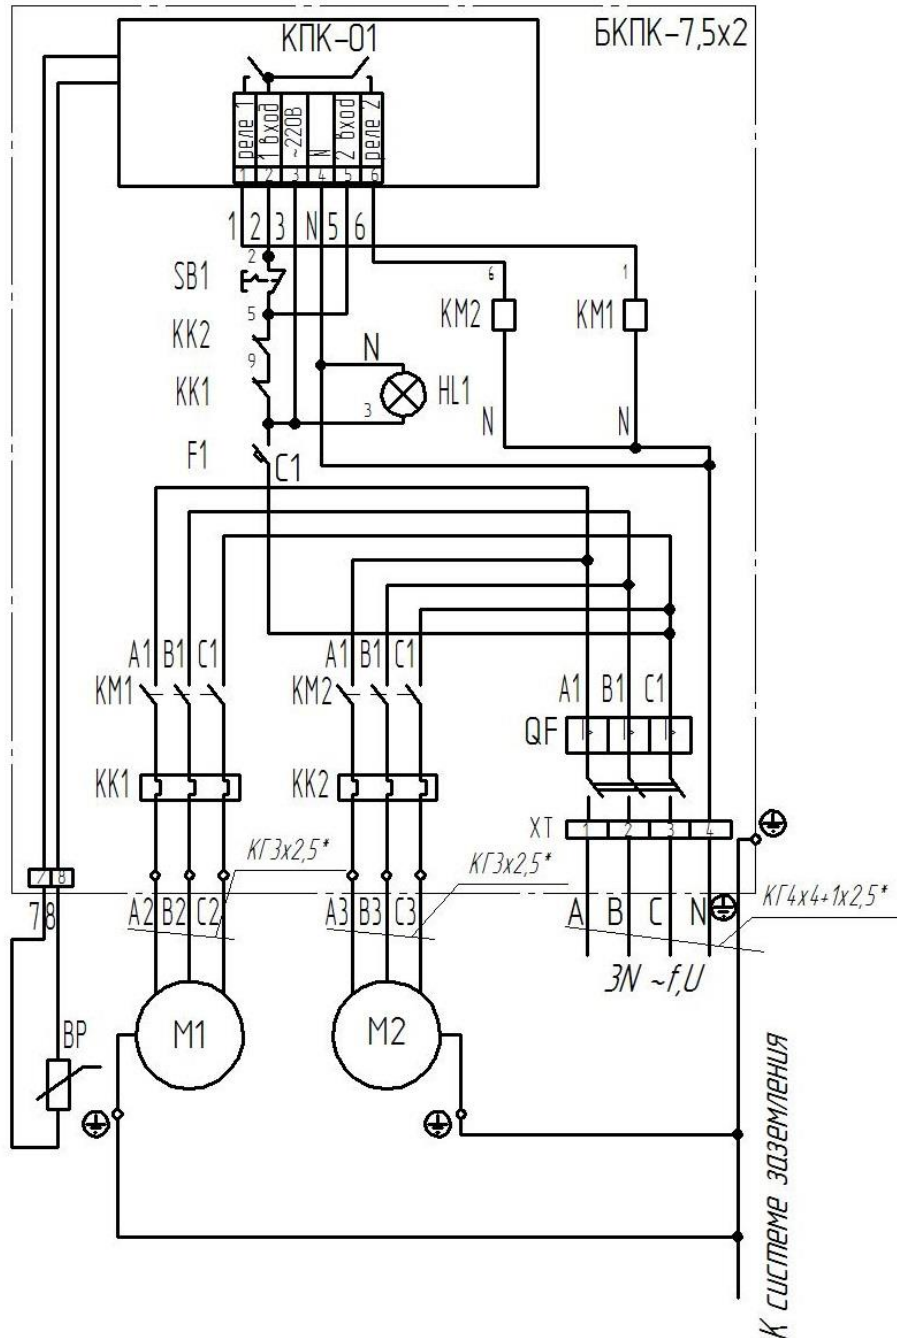 КПК-01
БКПК-7,5х2
реле 1
1 вход
~220В
N
2 вход
реле 2
1 2 3 4 5 6
1 2 3 N 5 6
2
SB1
5
KK2
9
KK1
N
3
HL1
6
KM2
1
KM1
N
N
F1
C1
A1 B1 C1
KM1
A1 B1 C1
KM2
A1 B1 C1
QF
KK1
KK2
XT
1 2 3 4
КГ3х2,5*
КГ3х2,5*
КГ4х4+1х2,5*
7 8
7 8
A2 B2 C2
A3 B3 C3
A B C N
3N ~f,U
BP
M1
M2
К системе заземления